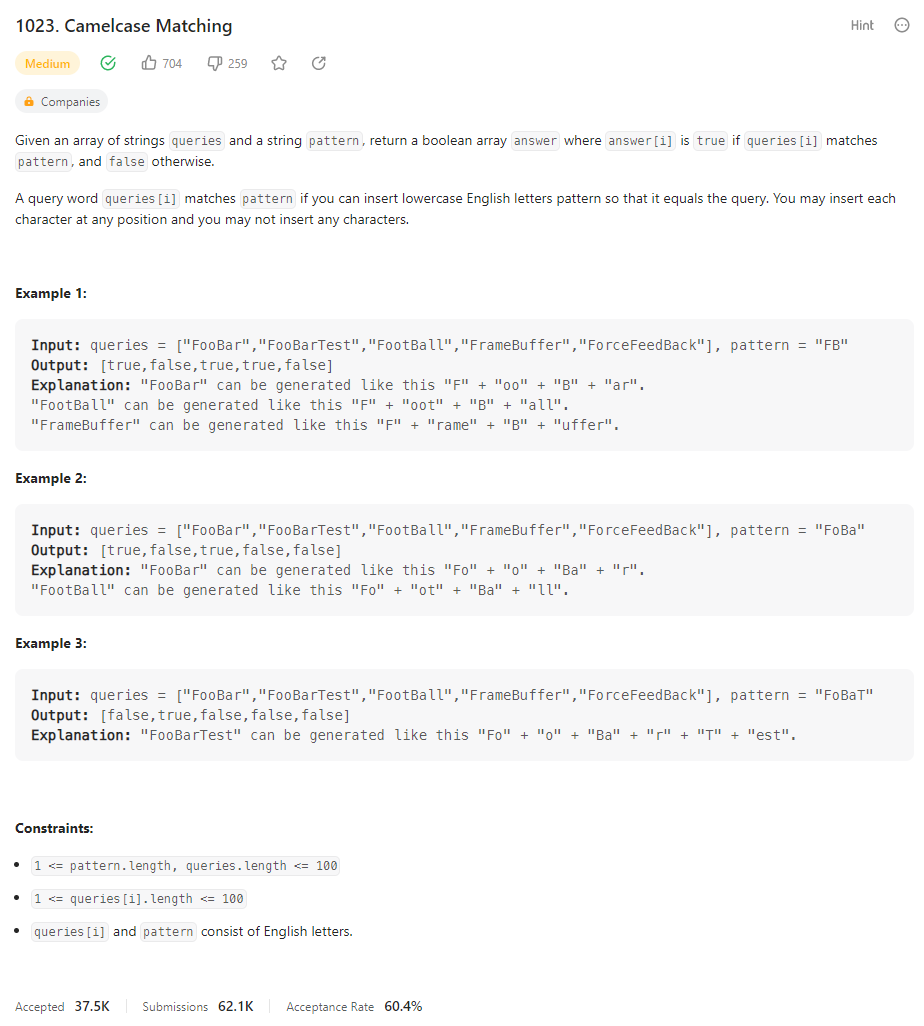 1023. Camelcase Matching
Hint
Medium
704
259
Companies
Given an array of strings queries and a string pattern, return a boolean array answer where answer[i] is true if queries[i] matches
pattern, and false otherwise.
A query word queries[i] matches pattern if you can insert lowercase English letters pattern so that it equals the query. You may insert each
character at any position and you may not insert any characters.
Example 1:
Input: queries = ["FooBar","FooBarTest","FootBall","FrameBuffer","ForceFeedBack"], pattern = "FB"
Output: [true,false,true,true,false]
Explanation: "FooBar" can be generated like this "F" + "oo" + "B" + "ar".
"FootBall" can be generated like this "F" + "oot" + "B" + "all".
"FrameBuffer" can be generated like this "F" + "rame" + "B" + "uffer".
Example 2:
Input: queries = ["FooBar","FooBarTest","FootBall","FrameBuffer","ForceFeedBack"], pattern = "FoBa"
Output: [true,false,true,false,false]
Explanation: "FooBar" can be generated like this "Fo" + "o" + "Ba" + "r".
"FootBall" can be generated like this "Fo" + "ot" + "Ba" + "ll".
Example 3:
Input: queries = ["FooBar","FooBarTest","FootBall","FrameBuffer","ForceFeedBack"], pattern = "FoBaT"
Output: [false,true,false,false,false]
Explanation: "FooBarTest" can be generated like this "Fo" + "o" + "Ba" + "r" + "T" + "est".
Constraints:
• 1 <= pattern.length, queries.length <= 100
• 1 <= queries[i].length <= 100
• queries[i] and pattern consist of English letters.
Accepted 37.5K Submissions 62.1K Acceptance Rate 60.4%